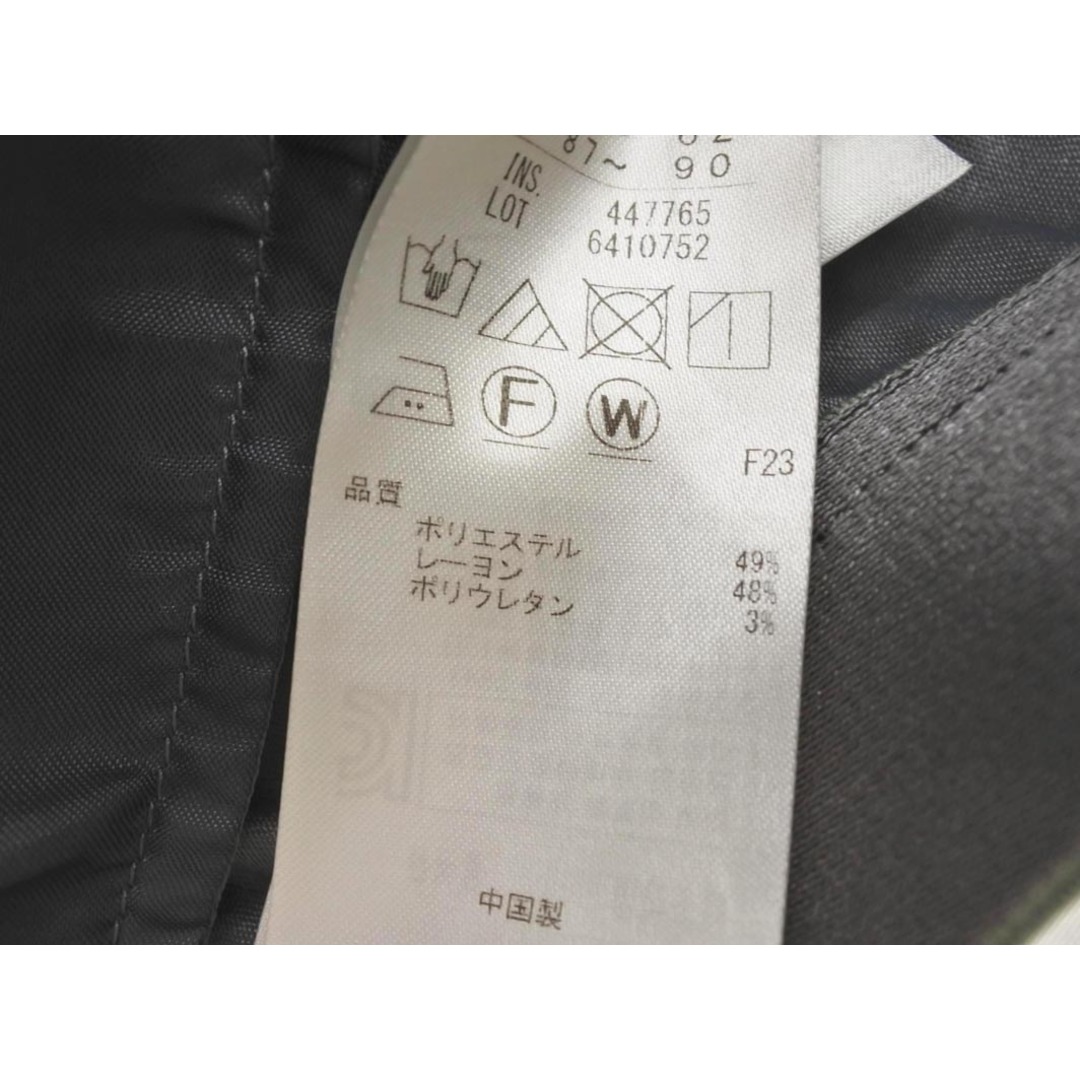 87～ 90
INS. 447765
LOT 6410752
F
W
F23
品質
ポリエステル 49%
レーヨン 48%
ポリウレタン 3%
中国製